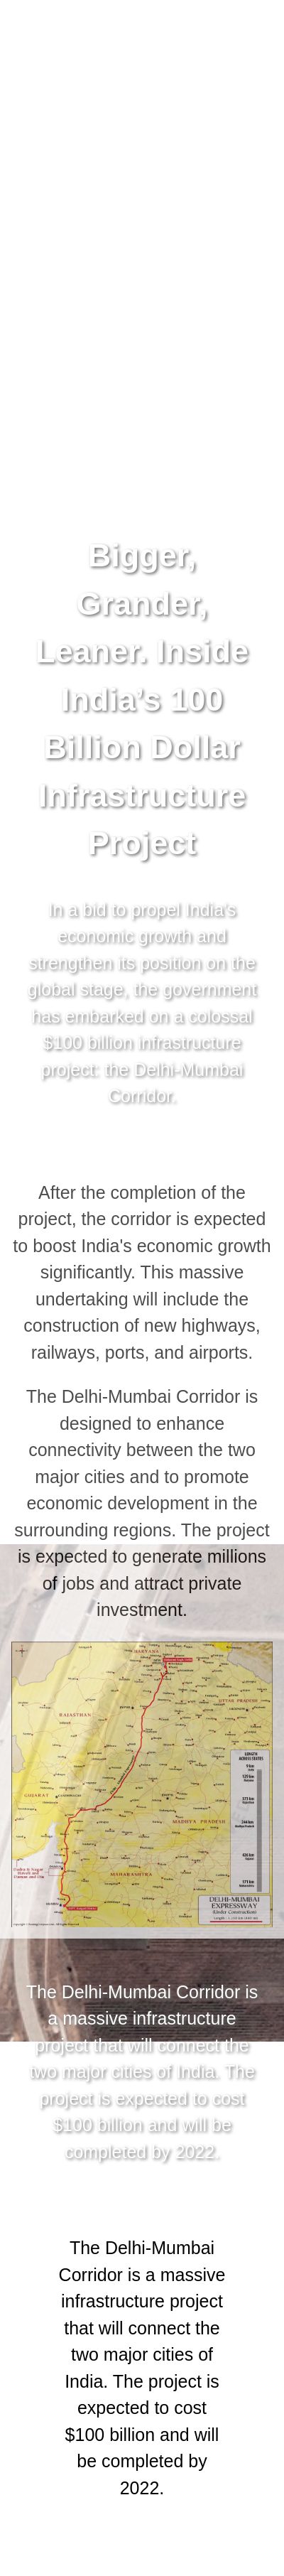 Bigger,
Grander,
Leaner. Inside
India's 100
Billion Dollar
Infrastructure
Project
In a bid to propel India's
economic growth and
strengthen its position on the
global stage, the government
has embarked on a colossal
$100 billion infrastructure
project: the Delhi-Mumbai
Corridor.
After the completion of the
project, the corridor is expected
to boost India's economic growth
significantly. This massive
undertaking will include the
construction of new highways,
railways, ports, and airports.
The Delhi-Mumbai Corridor is
designed to enhance
connectivity between the two
major cities and to promote
economic development in the
surrounding regions. The project
is expected to generate millions
of jobs and attract private
investment.
HARYANA
UTTAR PRADESH
RAJASTHAN
LENGTH
ACROSS STATES
GUJARAT
MADHYA PRADESH
MAHARASHTRA
DELHI-MUMBAI
EXPRESSWAY
(Under Construction)
The Delhi-Mumbai Corridor is
a massive infrastructure
project that will connect the
two major cities of India. The
project is expected to cost
$100 billion and will be
completed by 2022.
The Delhi-Mumbai
Corridor is a massive
infrastructure project
that will connect the
two major cities of
India. The project is
expected to cost
$100 billion and will
be completed by
2022.